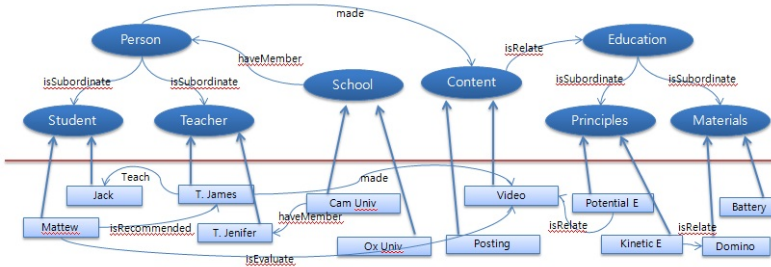 made
Person
isRelate
Education
haveMember
isSubordinate
isSubordinate
School
Content
isSubordinate
isSubordinate
Student
Teacher
Principles
Materials
Teach
made
Jack
T. James
Cam Univ
Video
Potential E
Battery
Mattew
isRecommended
haveMember
T. Jenifer
isRelate
isRelate
Ox Univ
Posting
Kinetic E
Domino
isEvaluate